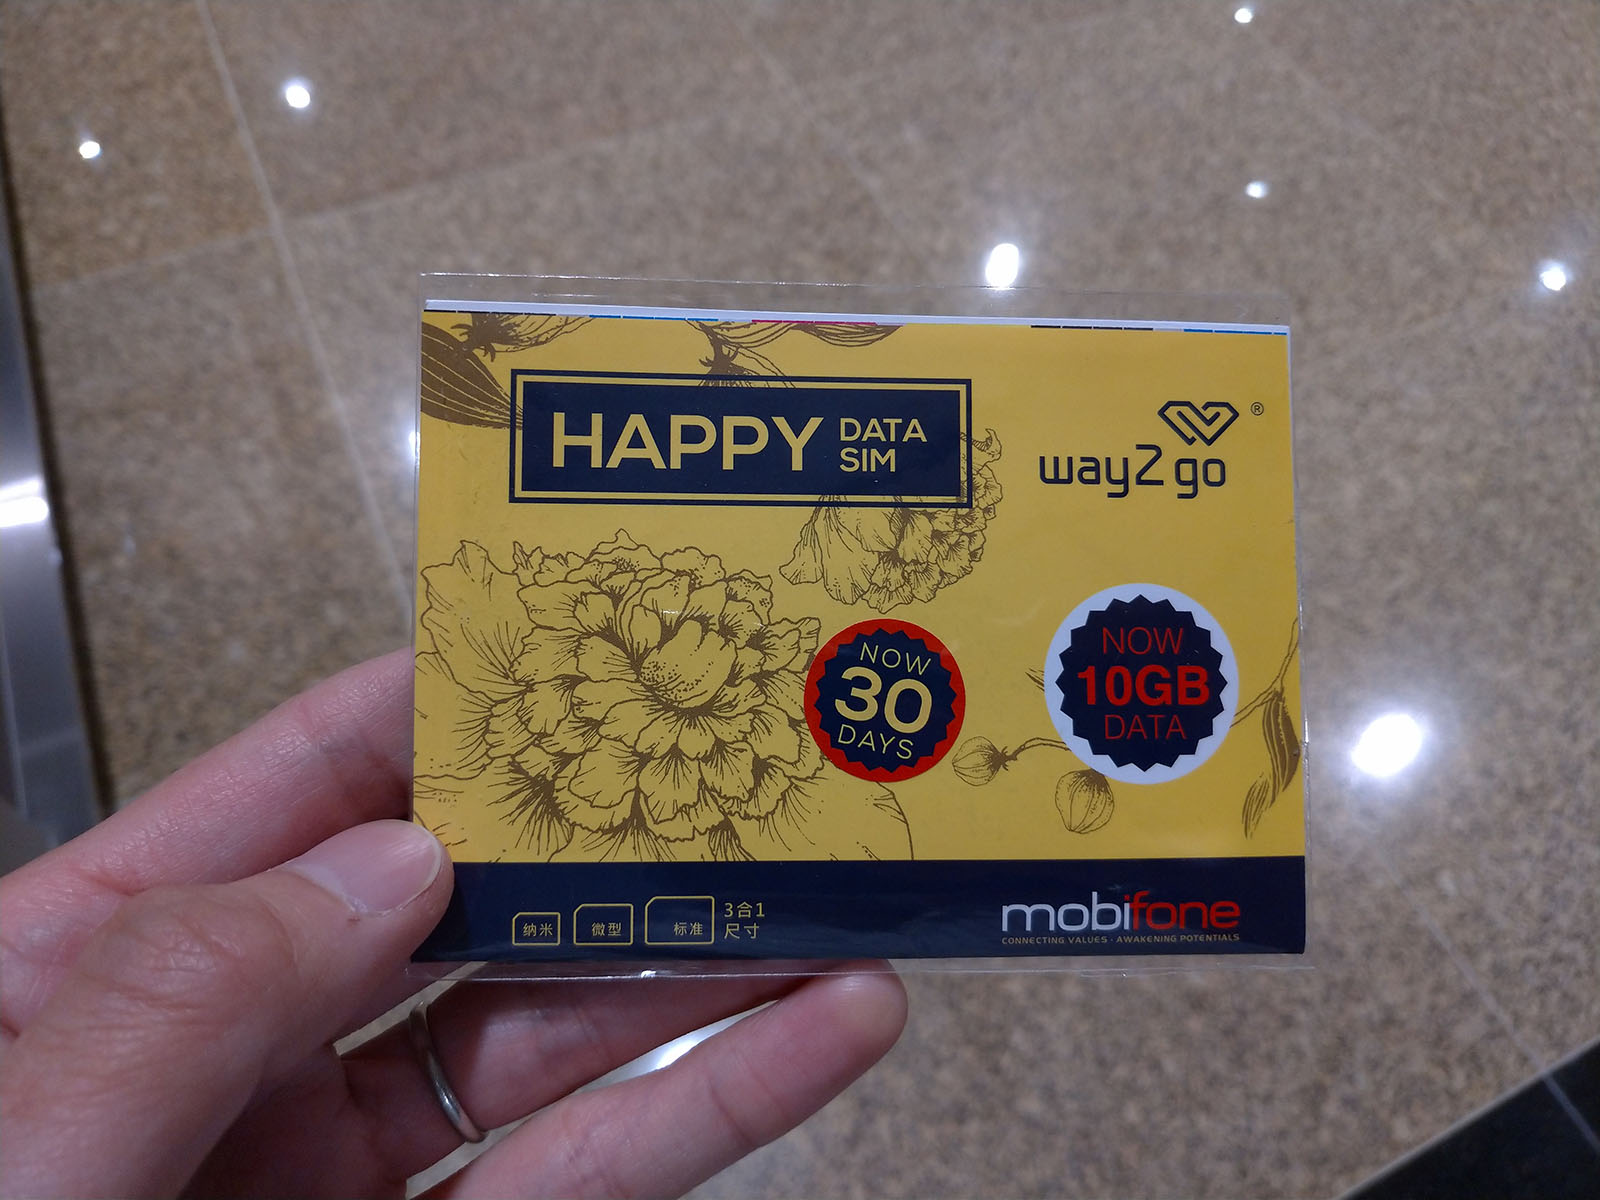 HAPPY DATA
SIM
way2go ®
NOW
30
DAYS
NOW
10GB
DATA
纳米
微型
标准
3合1
尺寸
mobifone
CONNECTING VALUES · AWAKENING POTENTIALS